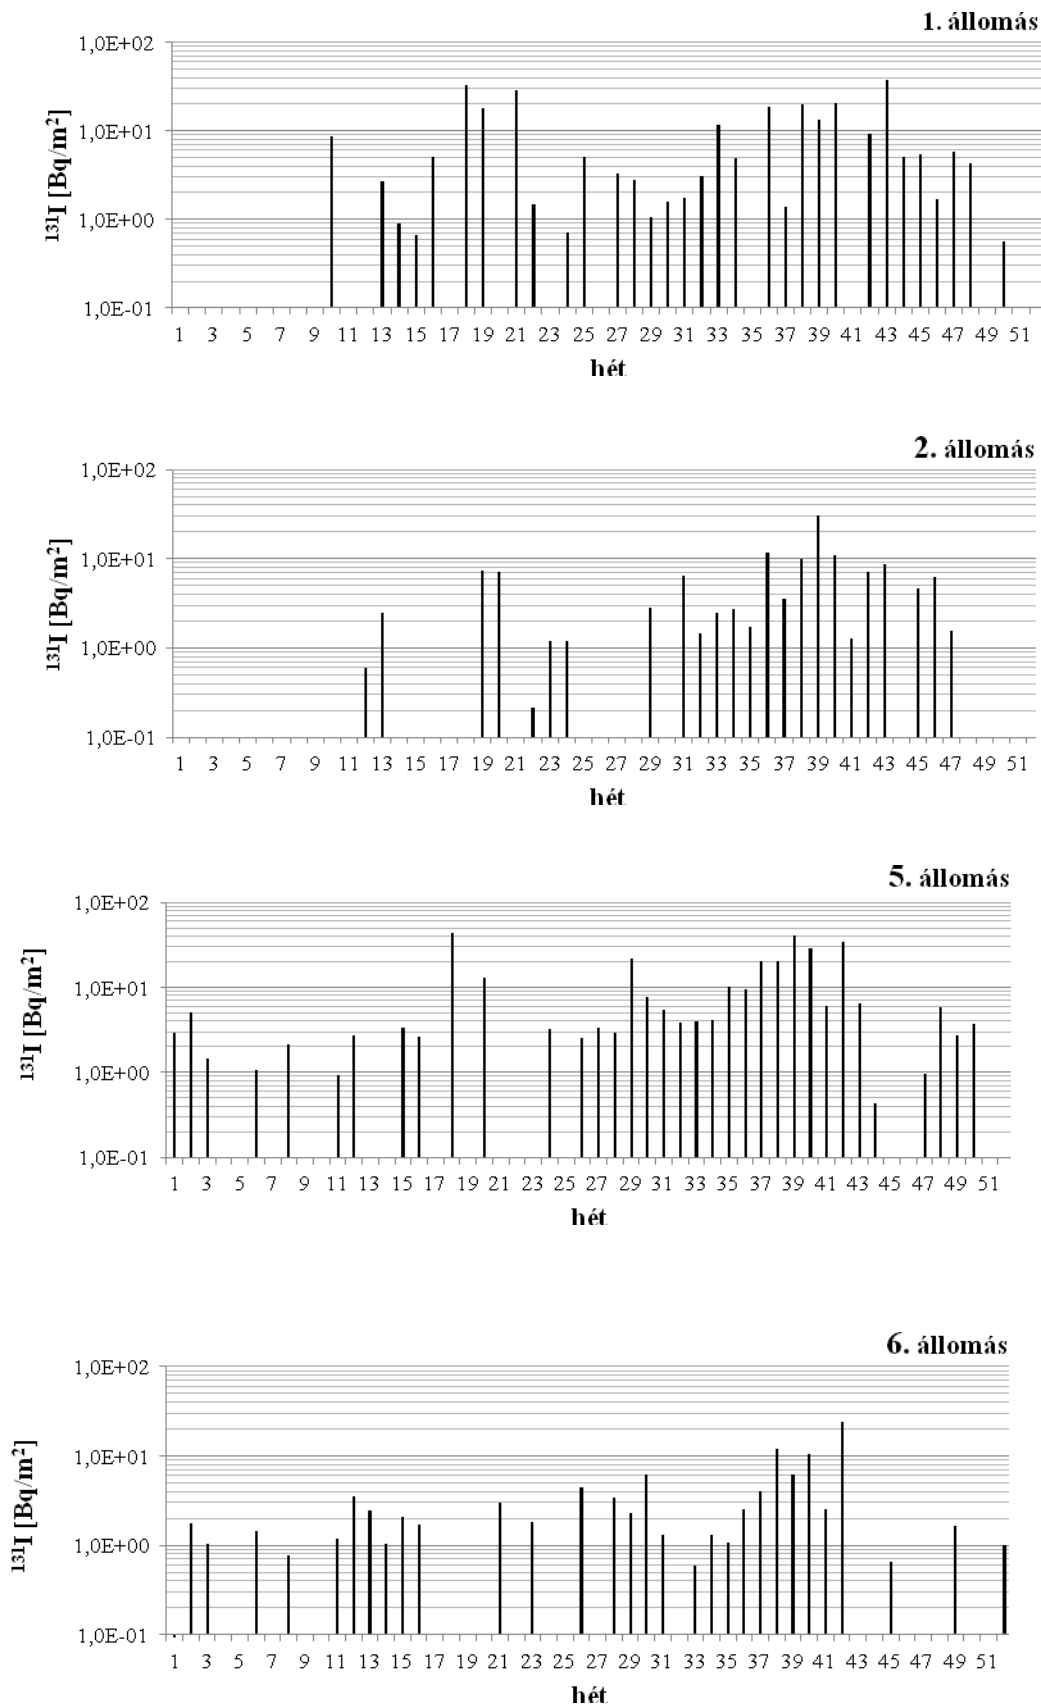 1. állomás
1,0E+02
1,0E+01
1,0E+00
1,0E-01
¹³¹I [Bq/m²]
1 3 5 7 9 11 13 15 17 19 21 23 25 27 29 31 33 35 37 39 41 43 45 47 49 51
hét
2. állomás
1,0E+02
1,0E+01
1,0E+00
1,0E-01
¹³¹I [Bq/m²]
1 3 5 7 9 11 13 15 17 19 21 23 25 27 29 31 33 35 37 39 41 43 45 47 49 51
hét
5. állomás
1,0E+02
1,0E+01
1,0E+00
1,0E-01
¹³¹I [Bq/m²]
1 3 5 7 9 11 13 15 17 19 21 23 25 27 29 31 33 35 37 39 41 43 45 47 49 51
hét
6. állomás
1,0E+02
1,0E+01
1,0E+00
1,0E-01
¹³¹I [Bq/m²]
1 3 5 7 9 11 13 15 17 19 21 23 25 27 29 31 33 35 37 39 41 43 45 47 49 51
hét